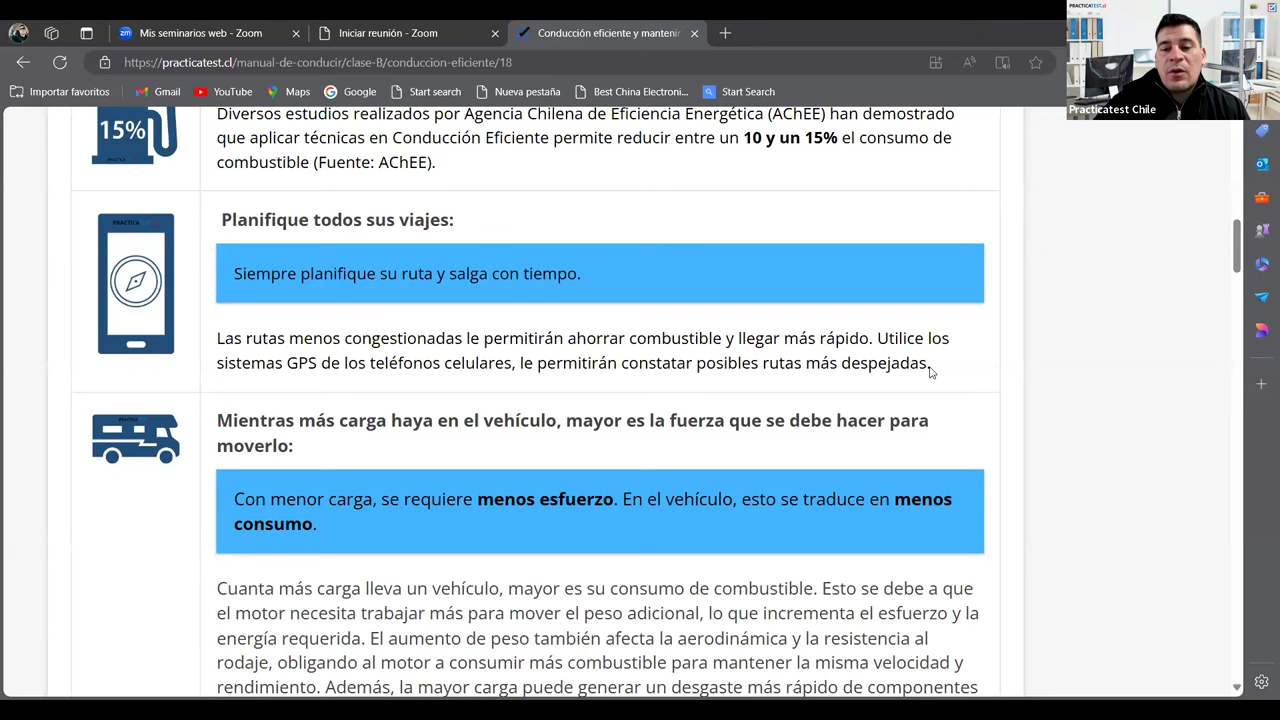 Mis seminarios web - Zoom
Iniciar reunión - Zoom
Conducción eficiente y mantenir
https://practicatest.cl/manual-de-conducir/clase-B/conduccion-eficiente/18
Importar favoritos
Gmail
YouTube
Maps
Google
Start search
Nueva pestaña
Best China Electroni...
Start Search
PRACTICATEST.cl
Practicatest Chile
15%
Diversos estudios realizados por Agencia Chilena de Eficiencia Energética (AChEE) han demostrado
que aplicar técnicas en Conducción Eficiente permite reducir entre un 10 y un 15% el consumo de
combustible (Fuente: AChEE).
Planifique todos sus viajes:
Siempre planifique su ruta y salga con tiempo.
Las rutas menos congestionadas le permitirán ahorrar combustible y llegar más rápido. Utilice los
sistemas GPS de los teléfonos celulares, le permitirán constatar posibles rutas más despejadas.
Mientras más carga haya en el vehículo, mayor es la fuerza que se debe hacer para
moverlo:
Con menor carga, se requiere menos esfuerzo. En el vehículo, esto se traduce en menos
consumo.
Cuanta más carga lleva un vehículo, mayor es su consumo de combustible. Esto se debe a que
el motor necesita trabajar más para mover el peso adicional, lo que incrementa el esfuerzo y la
energía requerida. El aumento de peso también afecta la aerodinámica y la resistencia al
rodaje, obligando al motor a consumir más combustible para mantener la misma velocidad y
rendimiento. Además, la mayor carga puede generar un desgaste más rápido de componentes